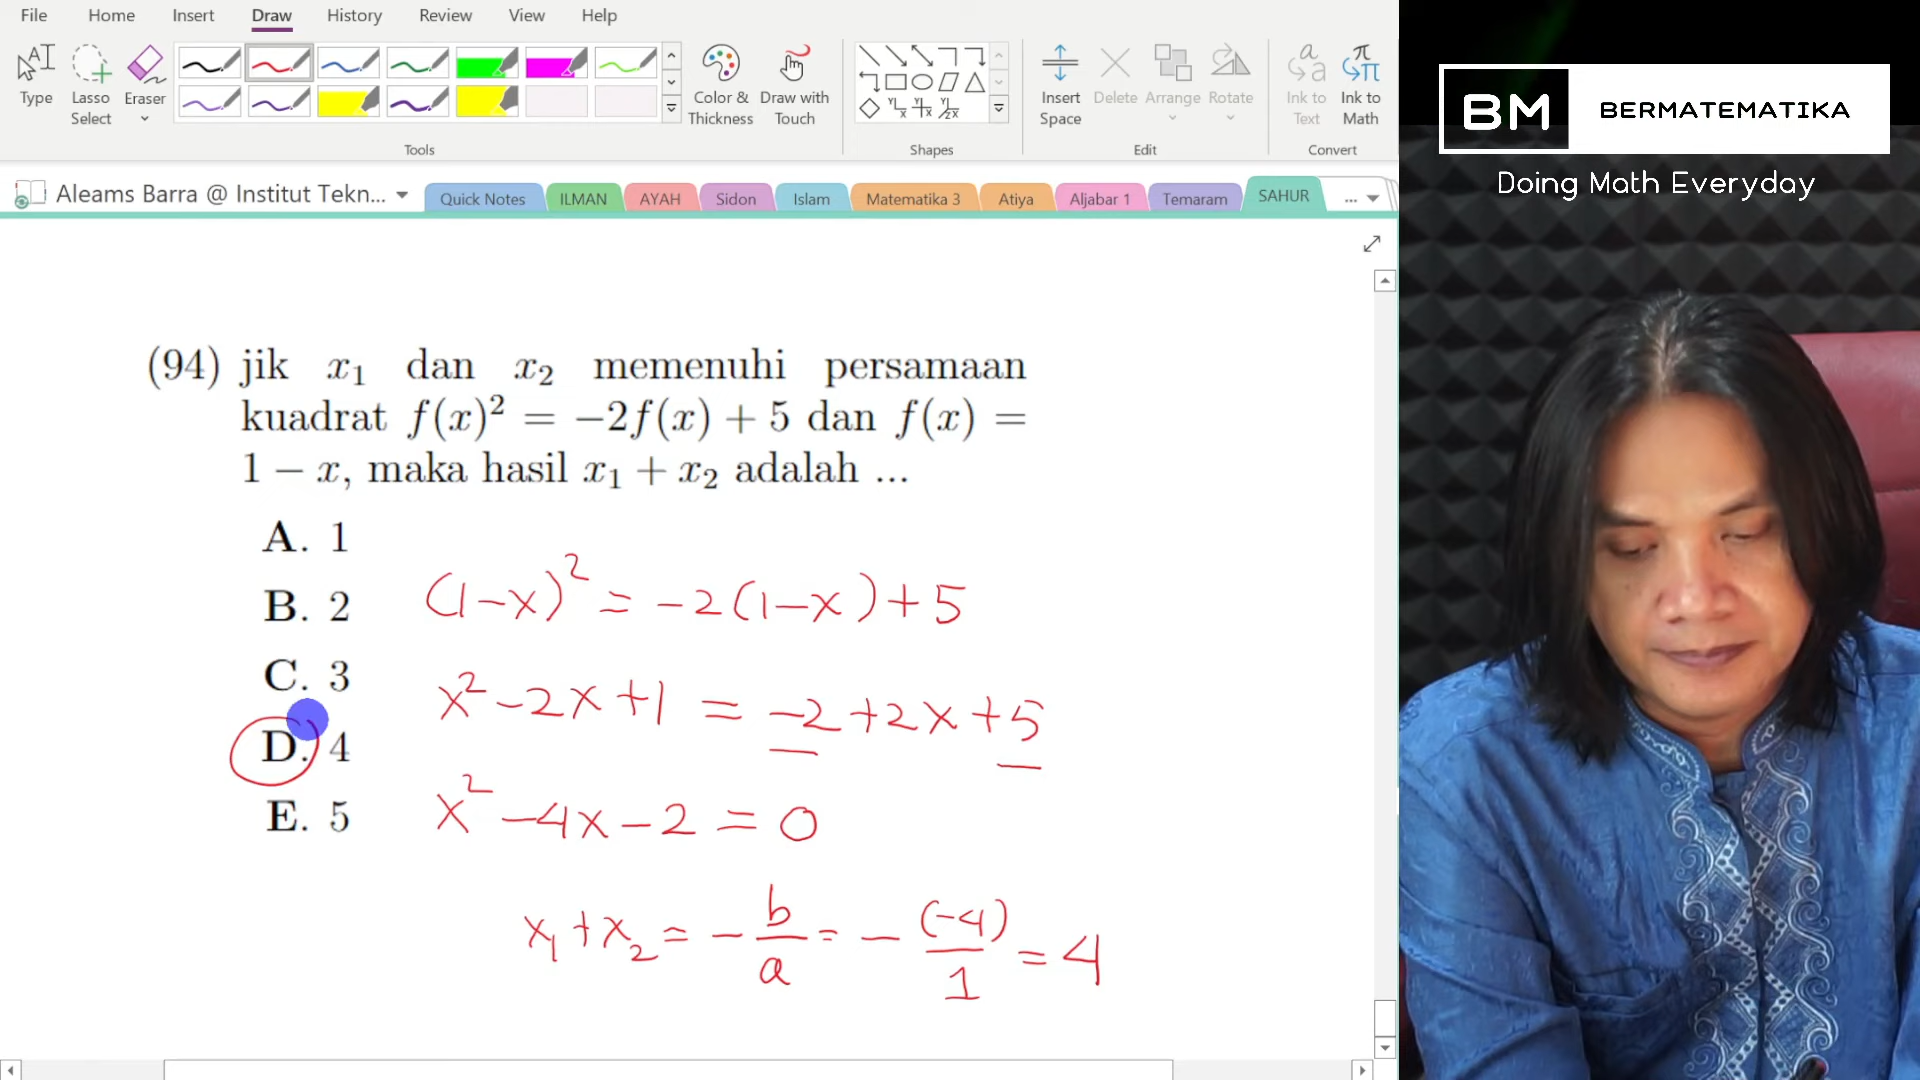 File Home Insert Draw History Review View Help
Type Lasso Select Eraser Color & Thickness Draw with Touch Insert Space Delete Arrange Rotate Ink to Text Ink to Math
Tools Shapes Edit Convert
BM BERMATEMATIKA
Doing Math Everyday
Aleams Barra @ Institut Tekn... Quick Notes ILMAN AYAH Sidon Islam Matematika 3 Atiya Aljabar 1 Temaram SAHUR ...
(94) jik x₁ dan x₂ memenuhi persamaan
kuadrat f(x)² = −2f(x) + 5 dan f(x) =
1 − x, maka hasil x₁ + x₂ adalah ...
A. 1
B. 2
C. 3
D. 4
E. 5
(1-x)² = -2(1-x)+5
x² -2x+1 = -2+2x+5
x² -4x-2 = 0
x₁+x₂ = - b/a = - (-4)/1 = 4